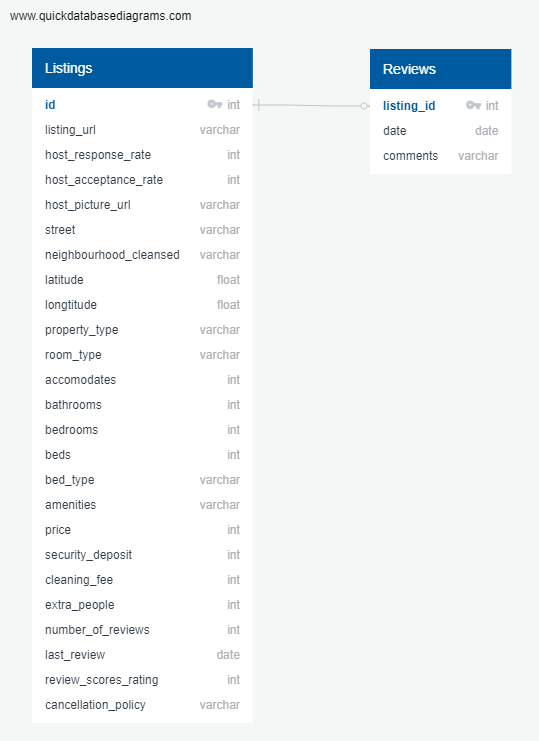 www.quickdatabasediagrams.com
Listings
id int
listing_url varchar
host_response_rate int
host_acceptance_rate int
host_picture_url varchar
street varchar
neighbourhood_cleansed varchar
latitude float
longtitude float
property_type varchar
room_type varchar
accomodates int
bathrooms int
bedrooms int
beds int
bed_type varchar
amenities varchar
price int
security_deposit int
cleaning_fee int
extra_people int
number_of_reviews int
last_review date
review_scores_rating int
cancellation_policy varchar
Reviews
listing_id int
date date
comments varchar